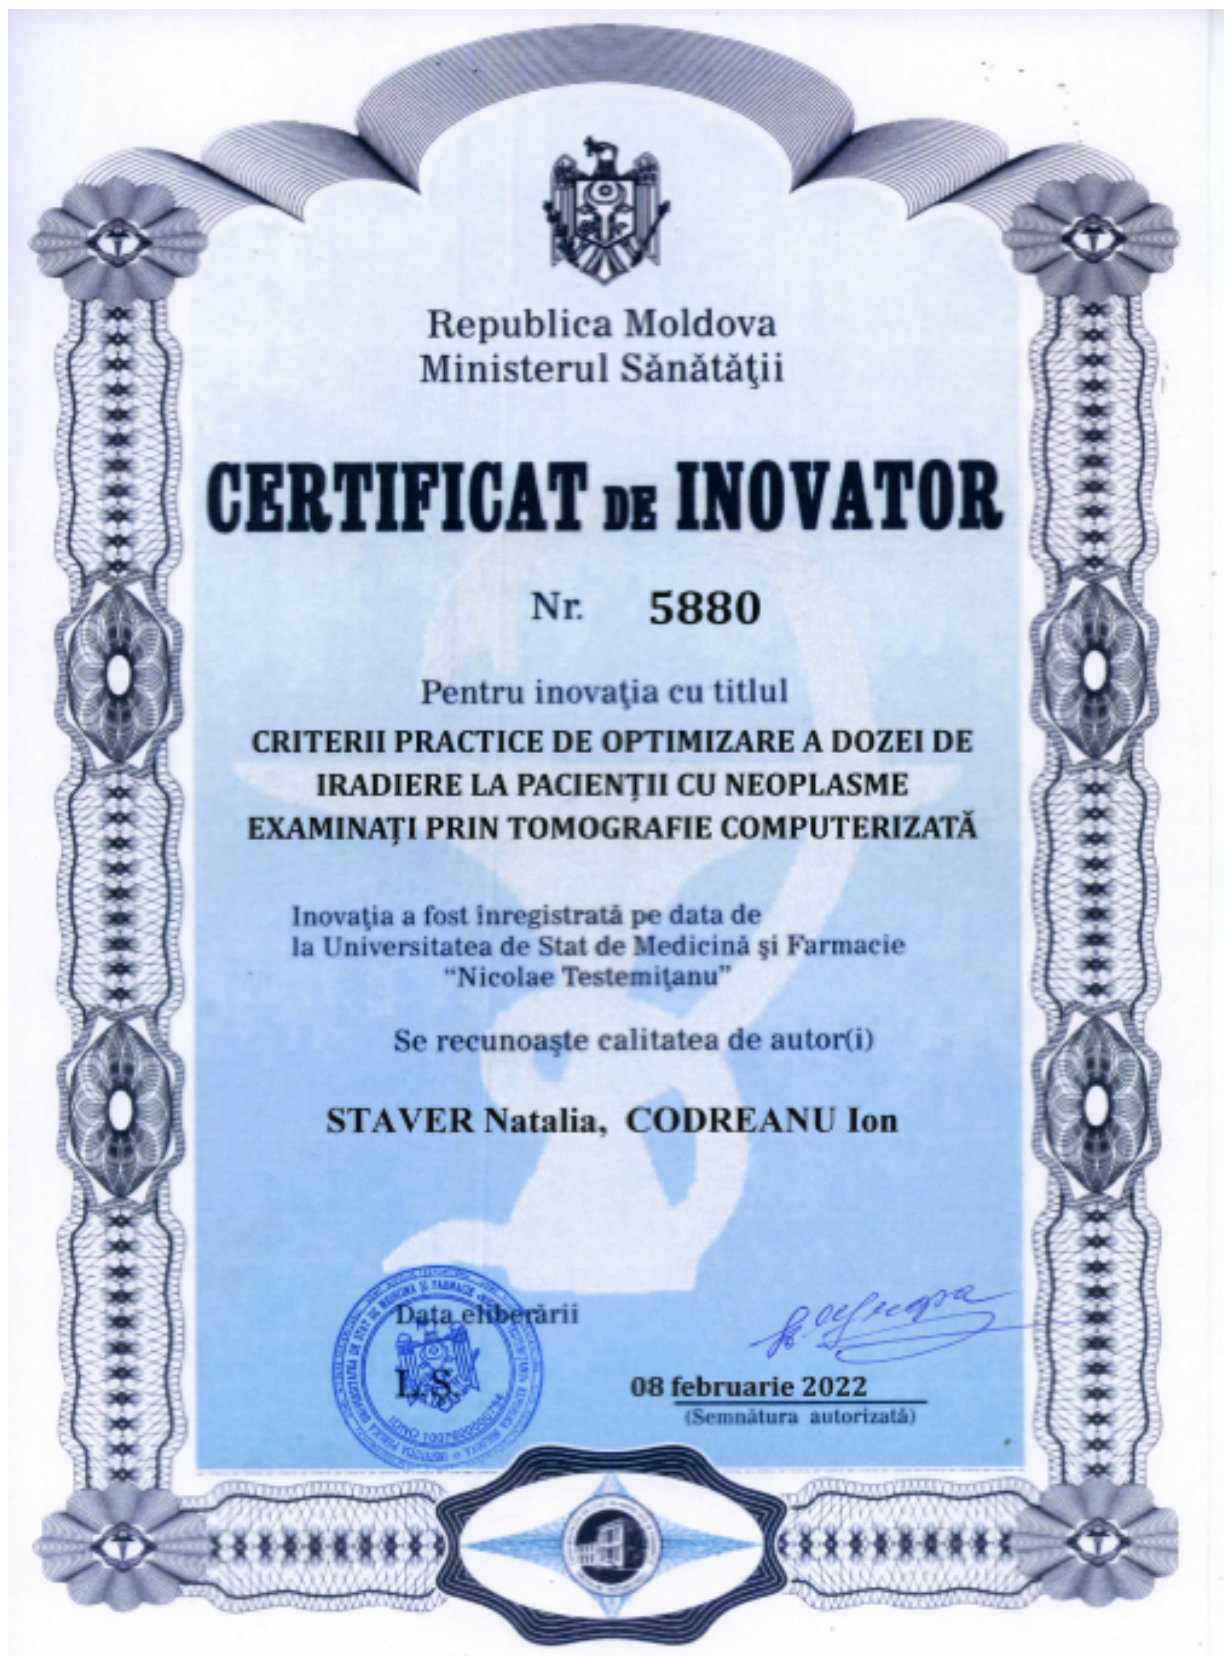 Republica Moldova
Ministerul Sănătăţii
CERTIFICAT DE INOVATOR
Nr. 5880
Pentru inovaţia cu titlul
CRITERII PRACTICE DE OPTIMIZARE A DOZEI DE
IRADIERE LA PACIENȚII CU NEOPLASME
EXAMINAȚI PRIN TOMOGRAFIE COMPUTERIZATĂ
Inovaţia a fost înregistrată pe data de
la Universitatea de Stat de Medicină şi Farmacie
“Nicolae Testemiţanu”
Se recunoaşte calitatea de autor(i)
STAVER Natalia, CODREANU Ion
Data eliberării
L.Ş.
08 februarie 2022
(Semnătura autorizată)